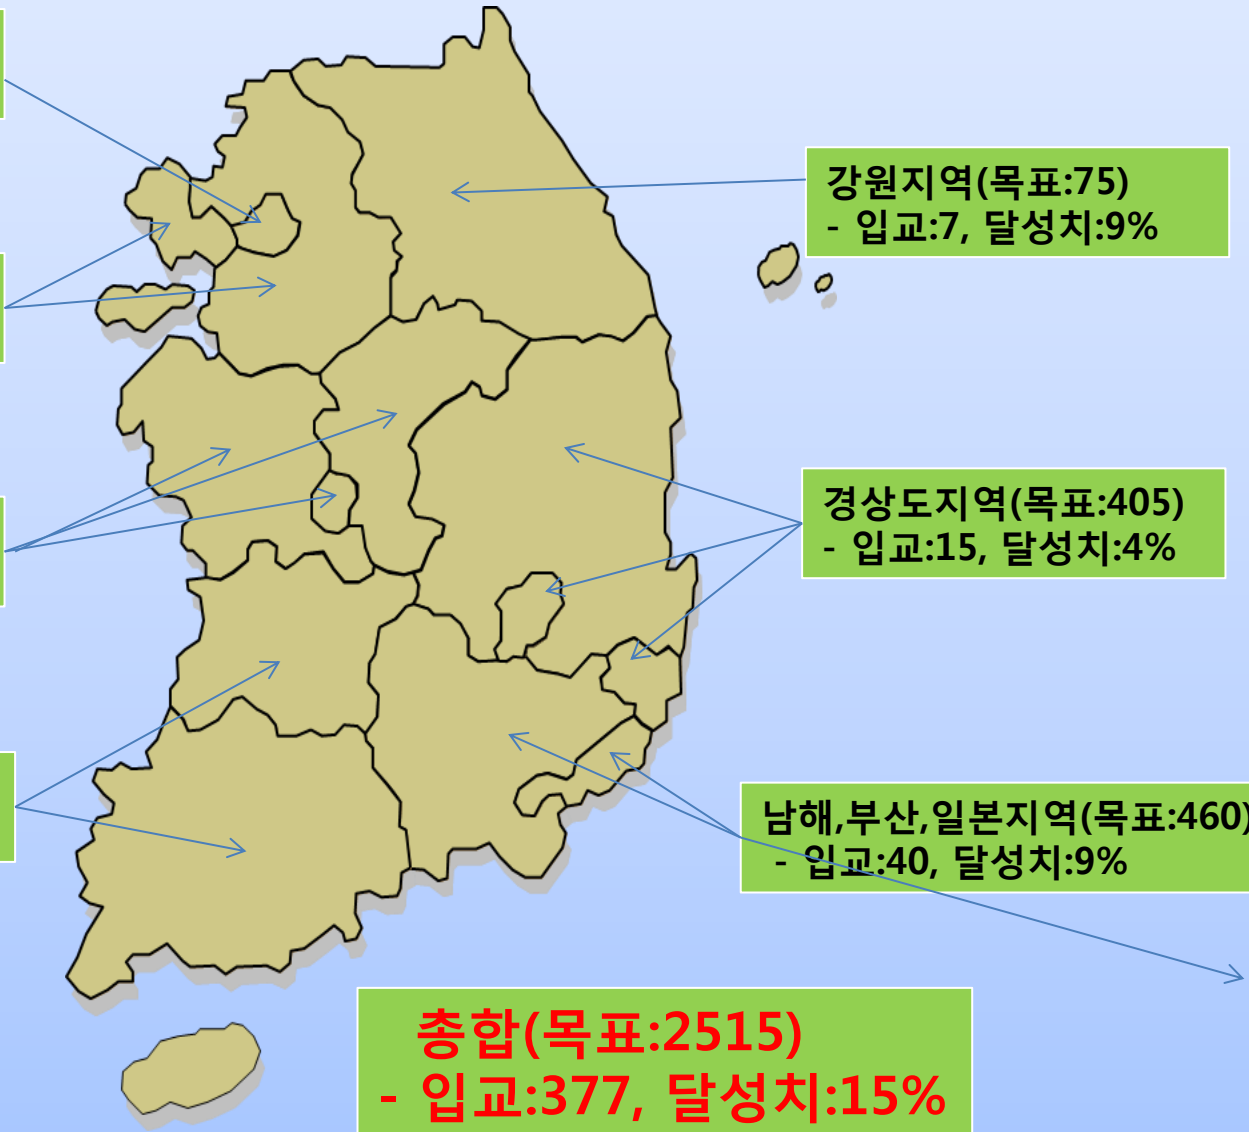 강원지역(목표:75)
- 입교:7, 달성치:9%
경상도지역(목표:405)
- 입교:15, 달성치:4%
남해,부산,일본지역(목표:460)
- 입교:40, 달성치:9%
총합(목표:2515)
- 입교:377, 달성치:15%